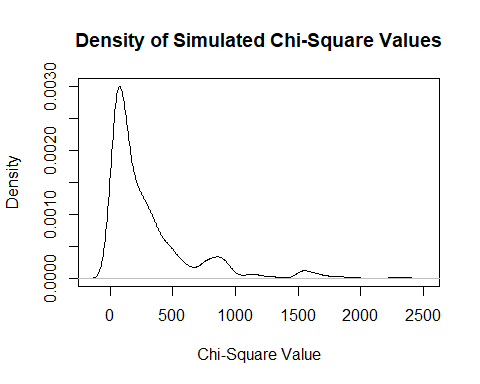 Density of Simulated Chi-Square Values
Density
0.0030
0.0020
0.0010
0.0000
0 500 1000 1500 2000 2500
Chi-Square Value